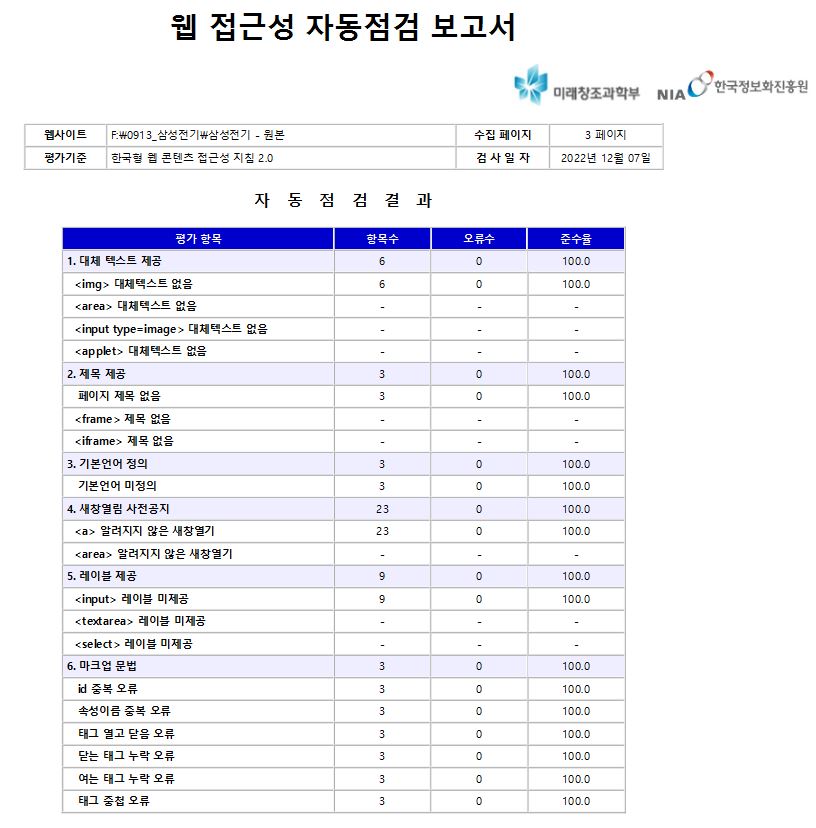 웹 접근성 자동점검 보고서
미래창조과학부 NIA 한국정보화진흥원
웹사이트 F:₩0913_삼성전기₩삼성전기 - 원본 수집 페이지 3 페이지
평가기준 한국형 웹 콘텐츠 접근성 지침 2.0 검 사 일 자 2022년 12월 07일
자 동 점 검 결 과
평가 항목 항목수 오류수 준수율
1. 대체 텍스트 제공 6 0 100.0
<img> 대체텍스트 없음 6 0 100.0
<area> 대체텍스트 없음 - - -
<input type=image> 대체텍스트 없음 - - -
<applet> 대체텍스트 없음 - - -
2. 제목 제공 3 0 100.0
페이지 제목 없음 3 0 100.0
<frame> 제목 없음 - - -
<iframe> 제목 없음 - - -
3. 기본언어 정의 3 0 100.0
기본언어 미정의 3 0 100.0
4. 새창열림 사전공지 23 0 100.0
<a> 알려지지 않은 새창열기 23 0 100.0
<area> 알려지지 않은 새창열기 - - -
5. 레이블 제공 9 0 100.0
<input> 레이블 미제공 9 0 100.0
<textarea> 레이블 미제공 - - -
<select> 레이블 미제공 - - -
6. 마크업 문법 3 0 100.0
id 중복 오류 3 0 100.0
속성이름 중복 오류 3 0 100.0
태그 열고 닫음 오류 3 0 100.0
닫는 태그 누락 오류 3 0 100.0
여는 태그 누락 오류 3 0 100.0
태그 중첩 오류 3 0 100.0